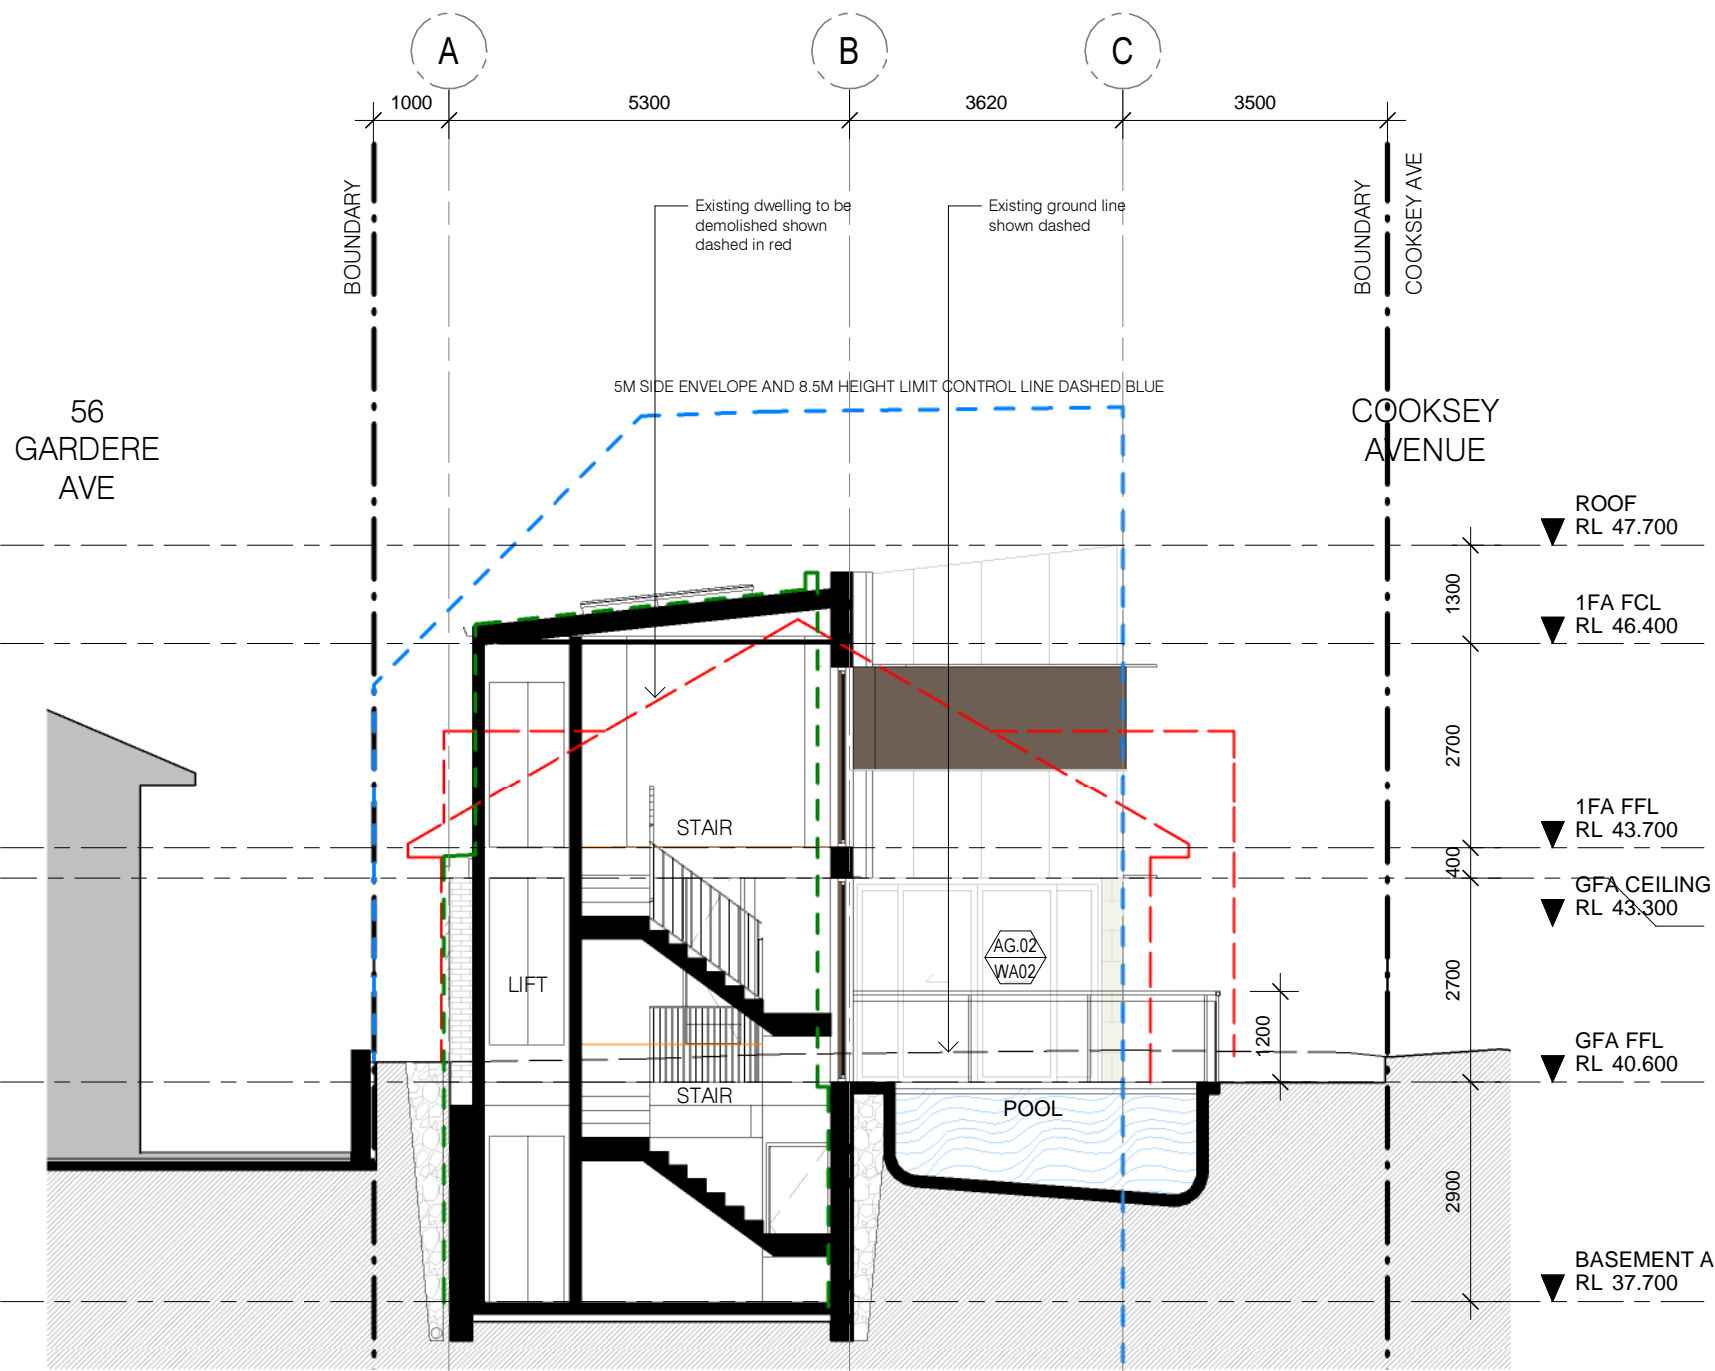 A
B
C
1000
5300
3620
3500
BOUNDARY
Existing dwelling to be
demolished shown
dashed in red
Existing ground line
shown dashed
BOUNDARY
COOKSEY AVE
5M SIDE ENVELOPE AND 8.5M HEIGHT LIMIT CONTROL LINE DASHED BLUE
56
GARDERE
AVE
COOKSEY
AVENUE
ROOF
RL 47.700
1300
1FA FCL
RL 46.400
2700
1FA FFL
RL 43.700
STAIR
400
GFA CEILING
RL 43.300
AG.02
WA02
LIFT
2700
1200
GFA FFL
RL 40.600
STAIR
POOL
2900
BASEMENT A
RL 37.700